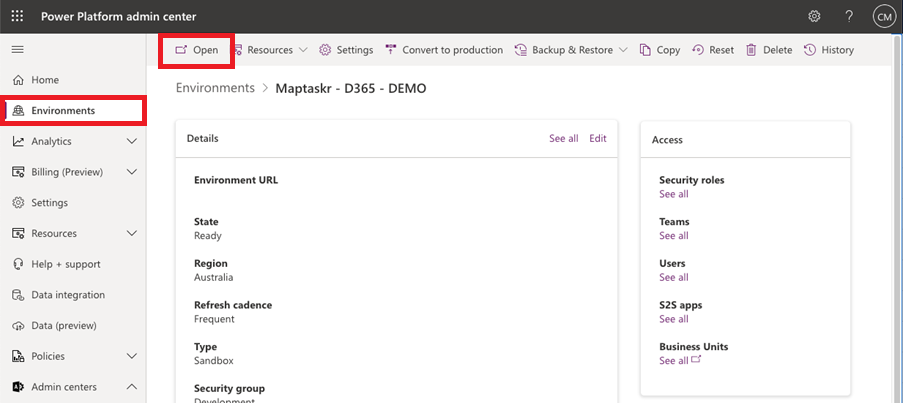 Power Platform admin center
? CM
Open Resources Settings Convert to production Backup & Restore Copy Reset Delete History
Home
Environments
Analytics
Billing (Preview)
Settings
Resources
Help + support
Data integration
Data (preview)
Policies
Admin centers
Environments > Maptaskr - D365 - DEMO
Details See all Edit
Environment URL
State
Ready
Region
Australia
Refresh cadence
Frequent
Type
Sandbox
Security group
Development
Access
Security roles
See all
Teams
See all
Users
See all
S2S apps
See all
Business Units
See all